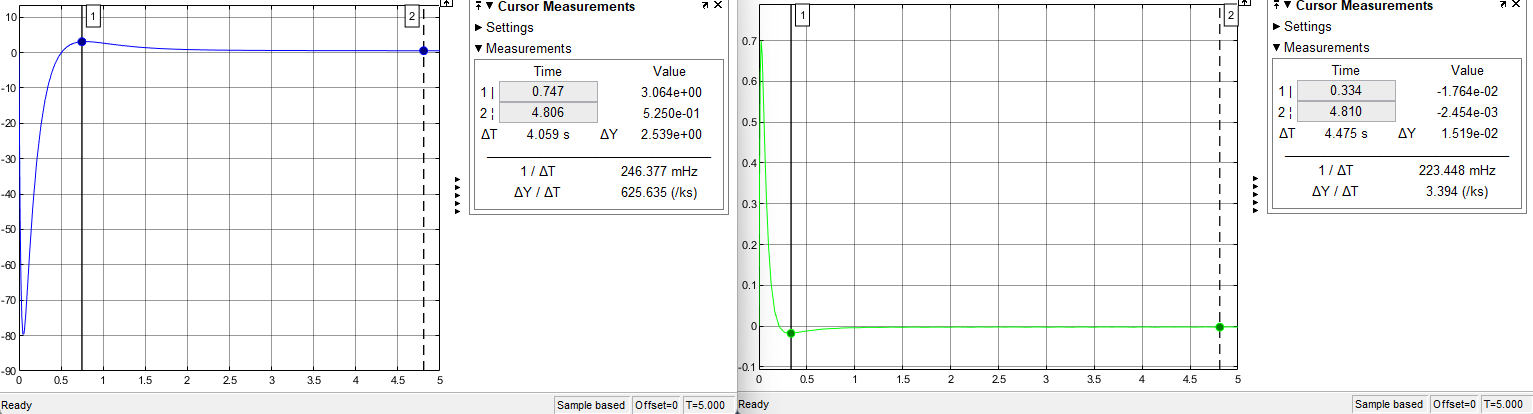 10
0
-10
-20
-30
-40
-50
-60
-70
-80
-90
0 0.5 1 1.5 2 2.5 3 3.5 4 4.5 5
1
2
Ready
Sample based Offset=0 T=5.000
▼ Cursor Measurements
▶ Settings
▼ Measurements
Time Value
1 | 0.747 3.064e+00
2 ¦ 4.806 5.250e-01
ΔT 4.059 s ΔY 2.539e+00
1 / ΔT 246.377 mHz
ΔY / ΔT 625.635 (/ks)
0.7
0.6
0.5
0.4
0.3
0.2
0.1
0
-0.1
0 0.5 1 1.5 2 2.5 3 3.5 4 4.5 5
1
2
Ready
Sample based Offset=0 T=5.000
▼ Cursor Measurements
▶ Settings
▼ Measurements
Time Value
1 | 0.334 -1.764e-02
2 ¦ 4.810 -2.454e-03
ΔT 4.475 s ΔY 1.519e-02
1 / ΔT 223.448 mHz
ΔY / ΔT 3.394 (/ks)